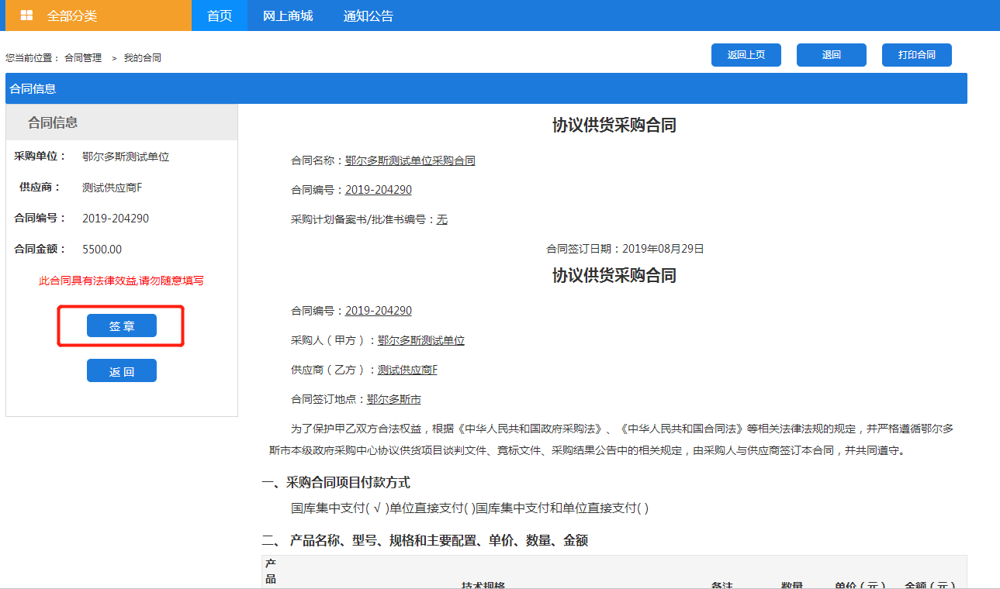 全部分类 首页 网上商城 通知公告
您当前位置： 合同管理 > 我的合同
返回上页 退回 打印合同
合同信息
合同信息
采购单位： 鄂尔多斯测试单位
供应商： 测试供应商F
合同编号： 2019-204290
合同金额： 5500.00
此合同具有法律效益,请勿随意填写
签 章
返 回
协议供货采购合同
合同名称：鄂尔多斯测试单位采购合同
合同编号：2019-204290
采购计划备案书/批准书编号：无
合同签订日期：2019年08月29日
协议供货采购合同
合同编号：2019-204290
采购人（甲方）：鄂尔多斯测试单位
供应商（乙方）：测试供应商F
合同签订地点：鄂尔多斯市
为了保护甲乙双方合法权益，根据《中华人民共和国政府采购法》、《中华人民共和国合同法》等相关法律法规的规定，并严格遵循鄂尔多
斯市本级政府采购中心协议供货项目谈判文件、竞标文件、采购结果公告中的相关规定，由采购人与供应商签订本合同，并共同遵守。
一、采购合同项目付款方式
国库集中支付( √ )单位直接支付( )国库集中支付和单位直接支付( )
二、 产品名称、型号、规格和主要配置、单价、数量、金额
产
品
技术规格 备注 数量 单价（元） 金额（元）